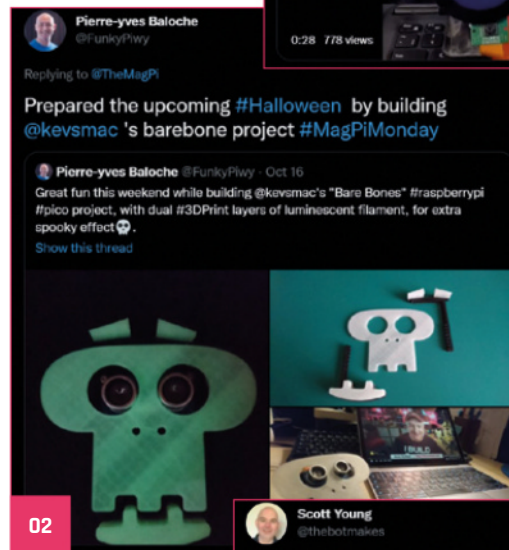 0:28 778 views
Pierre-yves Baloche
@FunkyPiwy
Replying to @TheMagPi
Prepared the upcoming #Halloween by building
@kevsmac 's barebone project #MagPiMonday
Pierre-yves Baloche @FunkyPiwy · Oct 16
Great fun this weekend while building @kevsmac's "Bare Bones" #raspberrypi
#pico project, with dual #3DPrint layers of luminescent filament, for extra
spooky effect💀.
Show this thread
I BUILD
02
Scott Young
@thebotmakes